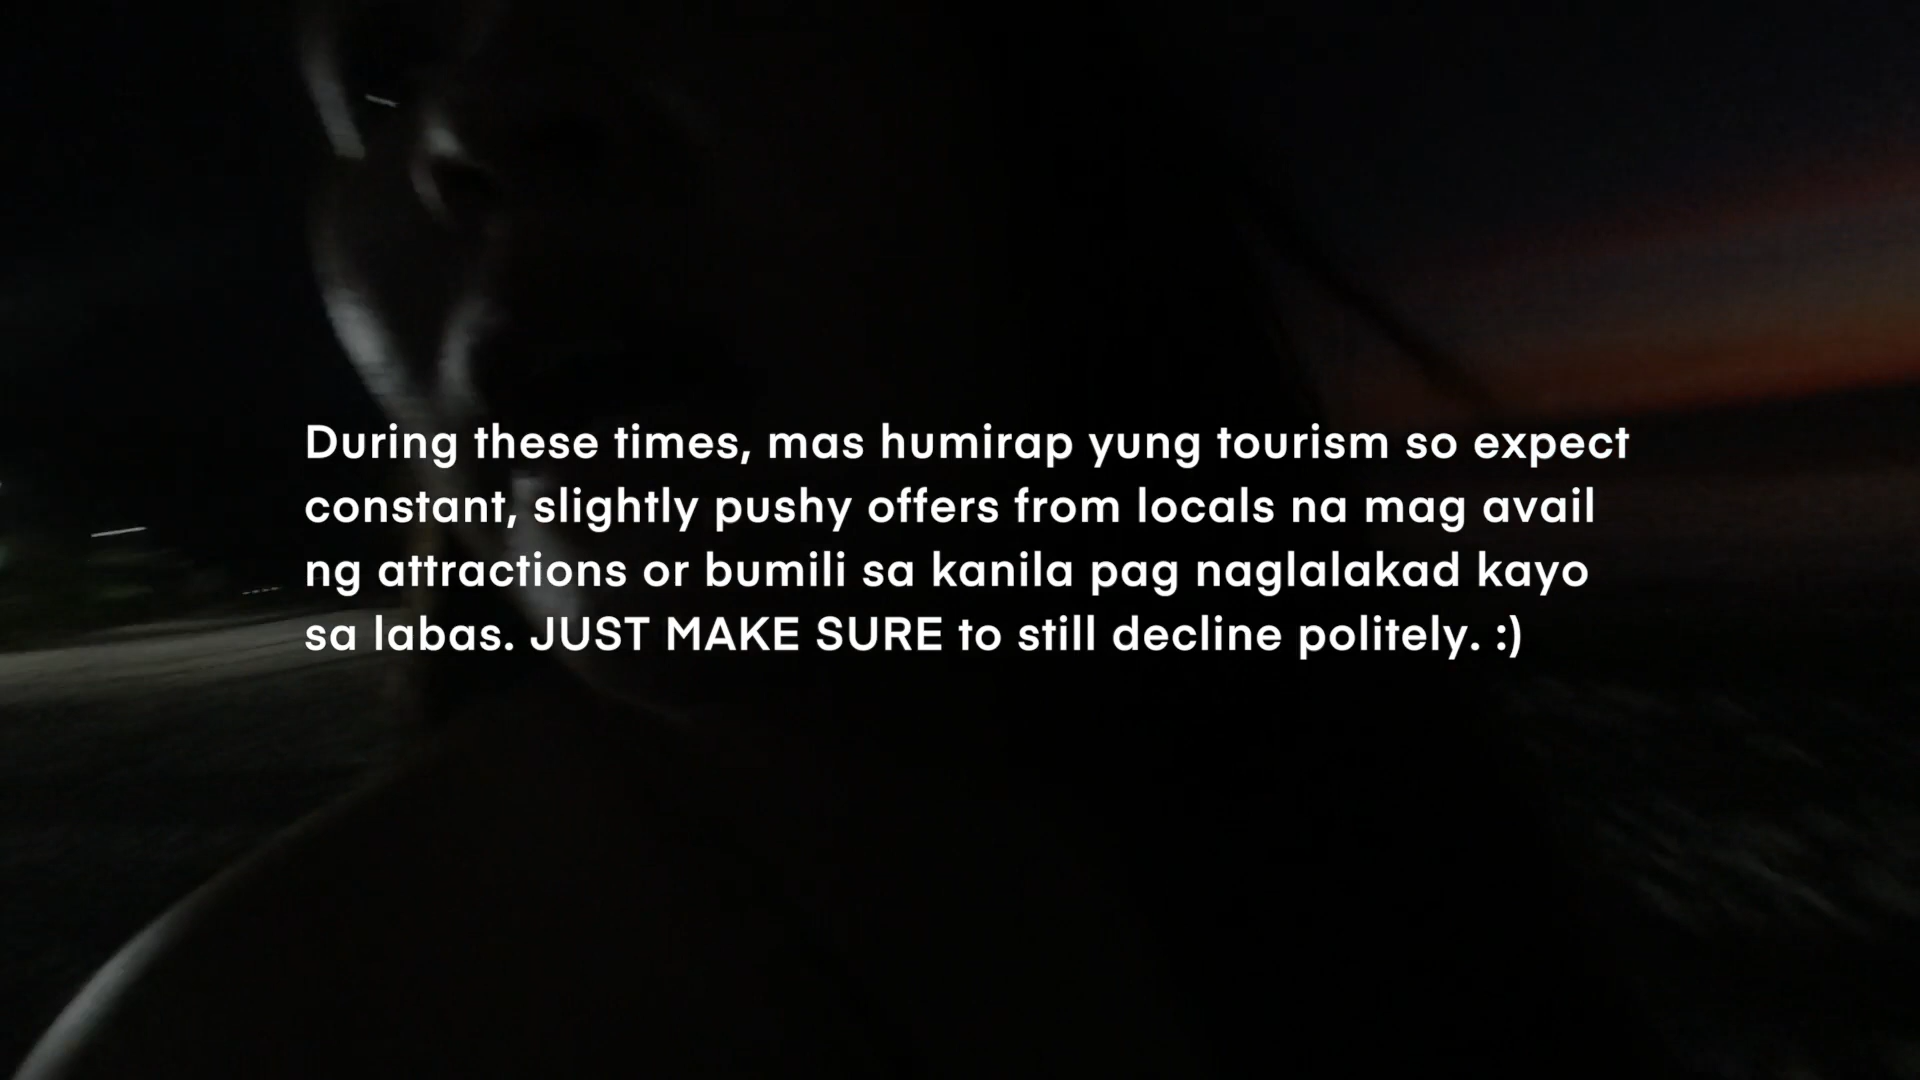 During these times, mas humirap yung tourism so expect
constant, slightly pushy offers from locals na mag avail
ng attractions or bumili sa kanila pag naglalakad kayo
sa labas. JUST MAKE SURE to still decline politely. :)